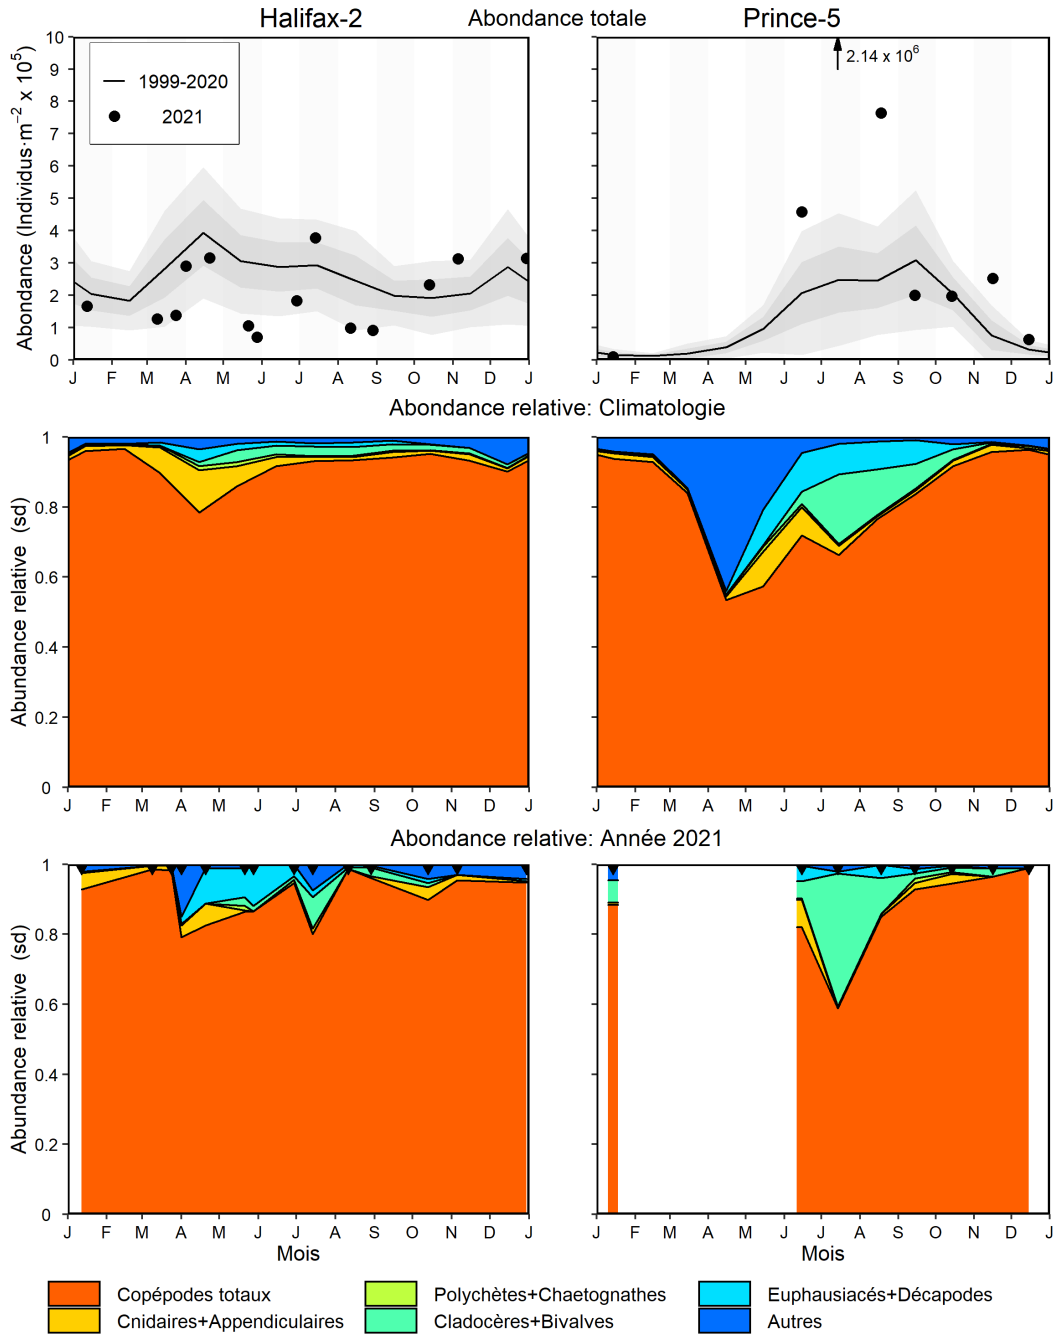 Halifax-2 Abondance totale Prince-5
Abondance (Individus·m⁻² x 10⁵)
10
9
8
7
6
5
4
3
2
1
0
1999-2020
2021
2.14 x 10⁶
J F M A M J J A S O N D J
J F M A M J J A S O N D J
Abondance relative: Climatologie
Abundance relative (sd)
1
0.8
0.6
0.4
0.2
0
J F M A M J J A S O N D J
J F M A M J J A S O N D J
Abondance relative: Année 2021
Abundance relative (sd)
1
0.8
0.6
0.4
0.2
0
J F M A M J J A S O N D J
J F M A M J J A S O N D J
Mois Mois
Copépodes totaux Polychètes+Chaetognathes Euphausiacés+Décapodes
Cnidaires+Appendiculaires Cladocères+Bivalves Autres